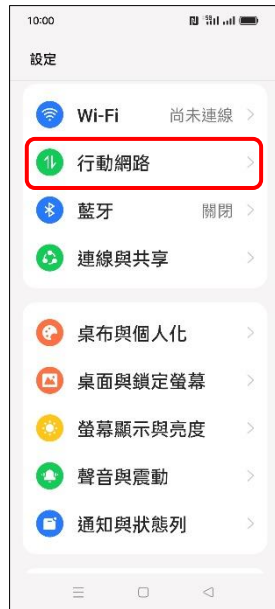 10:00
設定
Wi-Fi 尚未連線
行動網路
藍牙 關閉
連線與共享
桌布與個人化
桌面與鎖定螢幕
螢幕顯示與亮度
聲音與震動
通知與狀態列